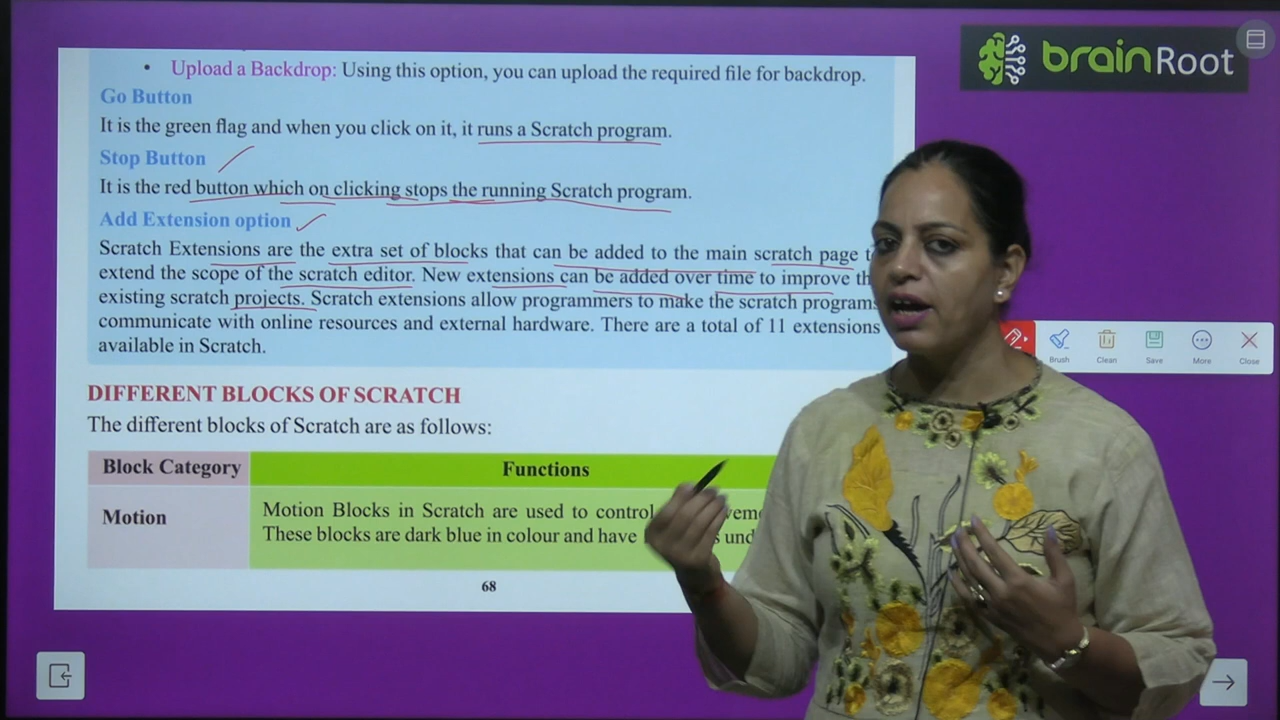 brainRoot
• Upload a Backdrop: Using this option, you can upload the required file for backdrop.
Go Button
It is the green flag and when you click on it, it runs a Scratch program.
Stop Button
It is the red button which on clicking stops the running Scratch program.
Add Extension option
Scratch Extensions are the extra set of blocks that can be added to the main scratch page
extend the scope of the scratch editor. New extensions can be added over time to improve
existing scratch projects. Scratch extensions allow programmers to make the scratch programs
communicate with online resources and external hardware. There are a total of 11 extensions
available in Scratch.
DIFFERENT BLOCKS OF SCRATCH
The different blocks of Scratch are as follows:
Block Category Functions
Motion
Motion Blocks in Scratch are used to control
These blocks are dark blue in colour and have
68
Brush Clean Save More Close